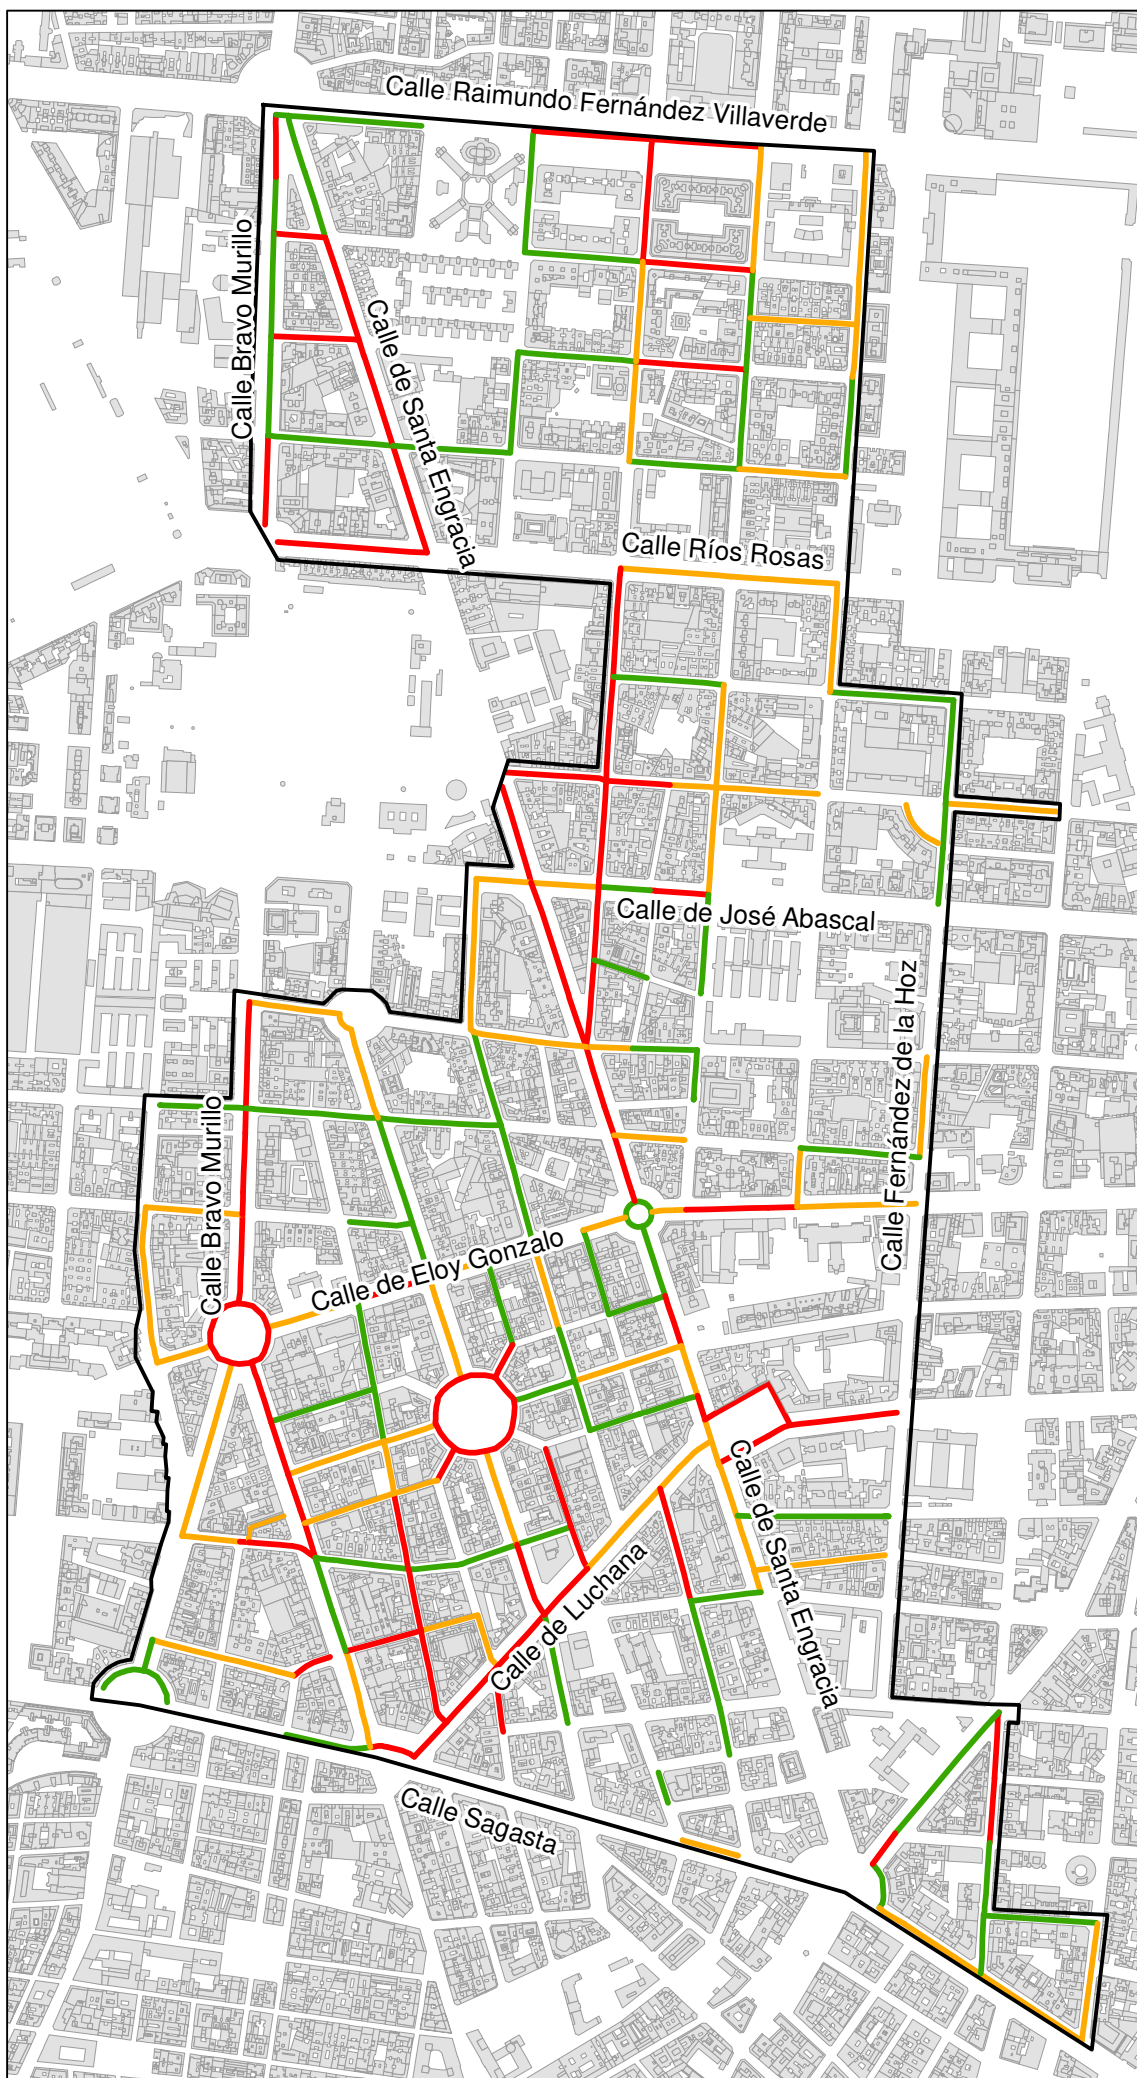 Calle Raimundo Fernández Villaverde
Calle Bravo Murillo
Calle de Santa Engracia
Calle Ríos Rosas
Calle de José Abascal
Calle Fernández de la Hoz
Calle Bravo Murillo
Calle de Eloy Gonzalo
Calle de Santa Engracia
Calle de Luchana
Calle Sagasta